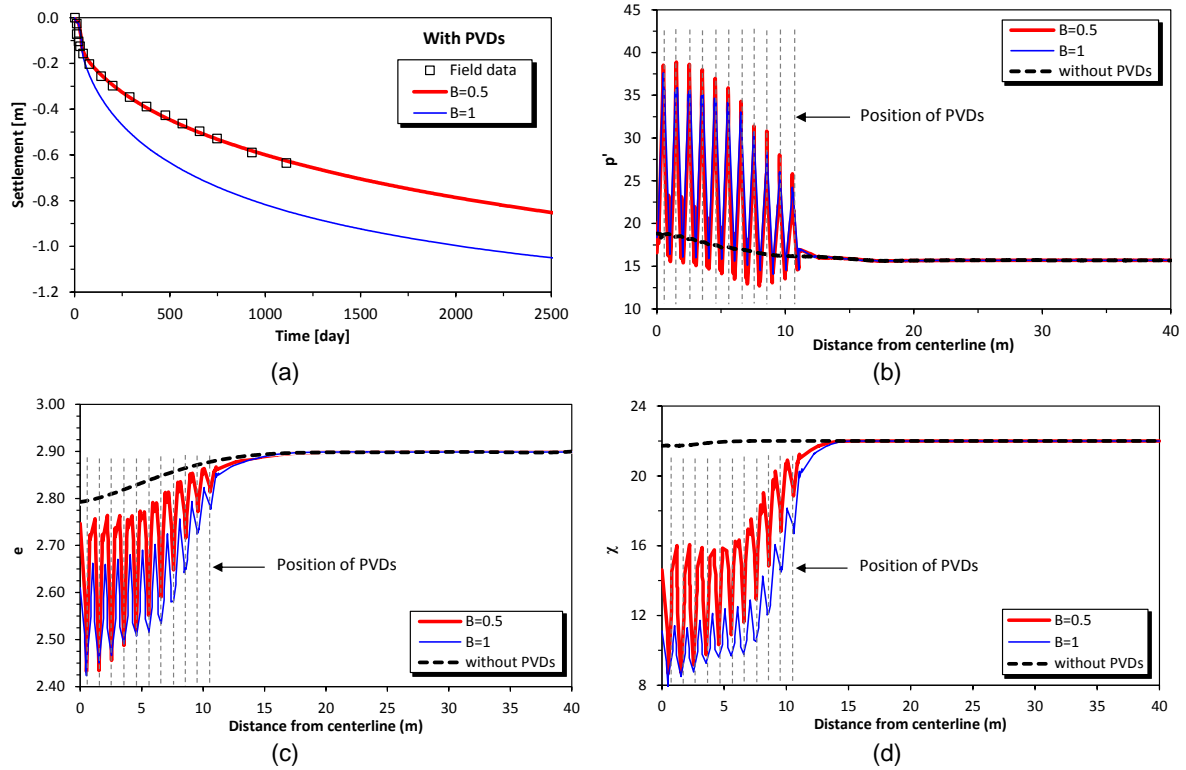 With PVDs
Field data
B=0.5
B=1
Settlement [m]
0.0
-0.2
-0.4
-0.6
-0.8
-1.0
-1.2
0 500 1000 1500 2000 2500
Time [day]
(a)
B=0.5
B=1
without PVDs
Position of PVDs
p'
45
40
35
30
25
20
15
10
0 10 20 30 40
Distance from centerline (m)
(b)
3.00
2.90
2.80
2.70
2.60
2.50
2.40
e
Position of PVDs
B=0.5
B=1
without PVDs
0 5 10 15 20 25 30 35 40
Distance from centerline (m)
(c)
24
20
16
12
8
χ
Position of PVDs
B=0.5
B=1
without PVDs
0 5 10 15 20 25 30 35 40
Distance from centerline (m)
(d)